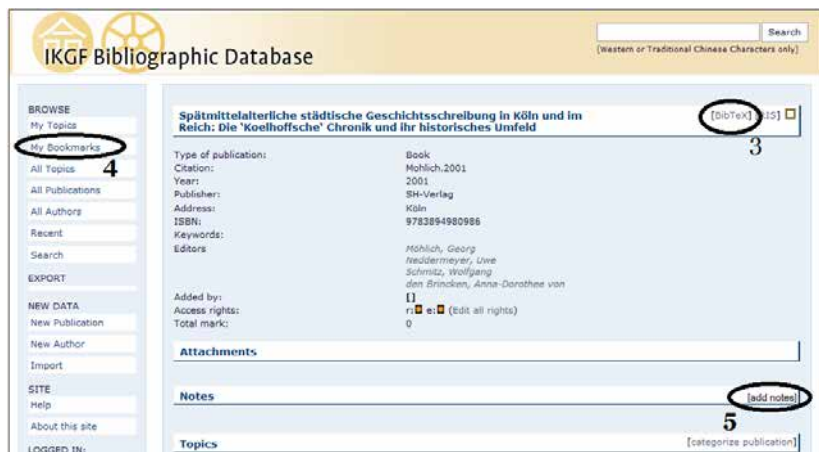 IKGF Bibliographic Database
Search
[Western or Traditional Chinese Characters only]
BROWSE
My Topics
My Bookmarks
4
All Topics
All Publications
All Authors
Recent
Search
EXPORT
NEW DATA
New Publication
New Author
Import
SITE
Help
About this site
LOGGED IN:
Spätmittelalterliche städtische Geschichtsschreibung in Köln und im
Reich: Die 'Koelhoffsche' Chronik und ihr historisches Umfeld
[BibTeX]
3
Type of publication: Book
Citation: Mohlich.2001
Year: 2001
Publisher: SH-Verlag
Address: Köln
ISBN: 9783894980986
Keywords:
Editors Möhlich, Georg
Neddermeyer, Uwe
Schmitz, Wolfgang
den Brincken, Anna-Dorothee von
Added by: []
Access rights: r: e: (Edit all rights)
Total mark: 0
Attachments
Notes [add notes]
5
Topics [categorize publication]